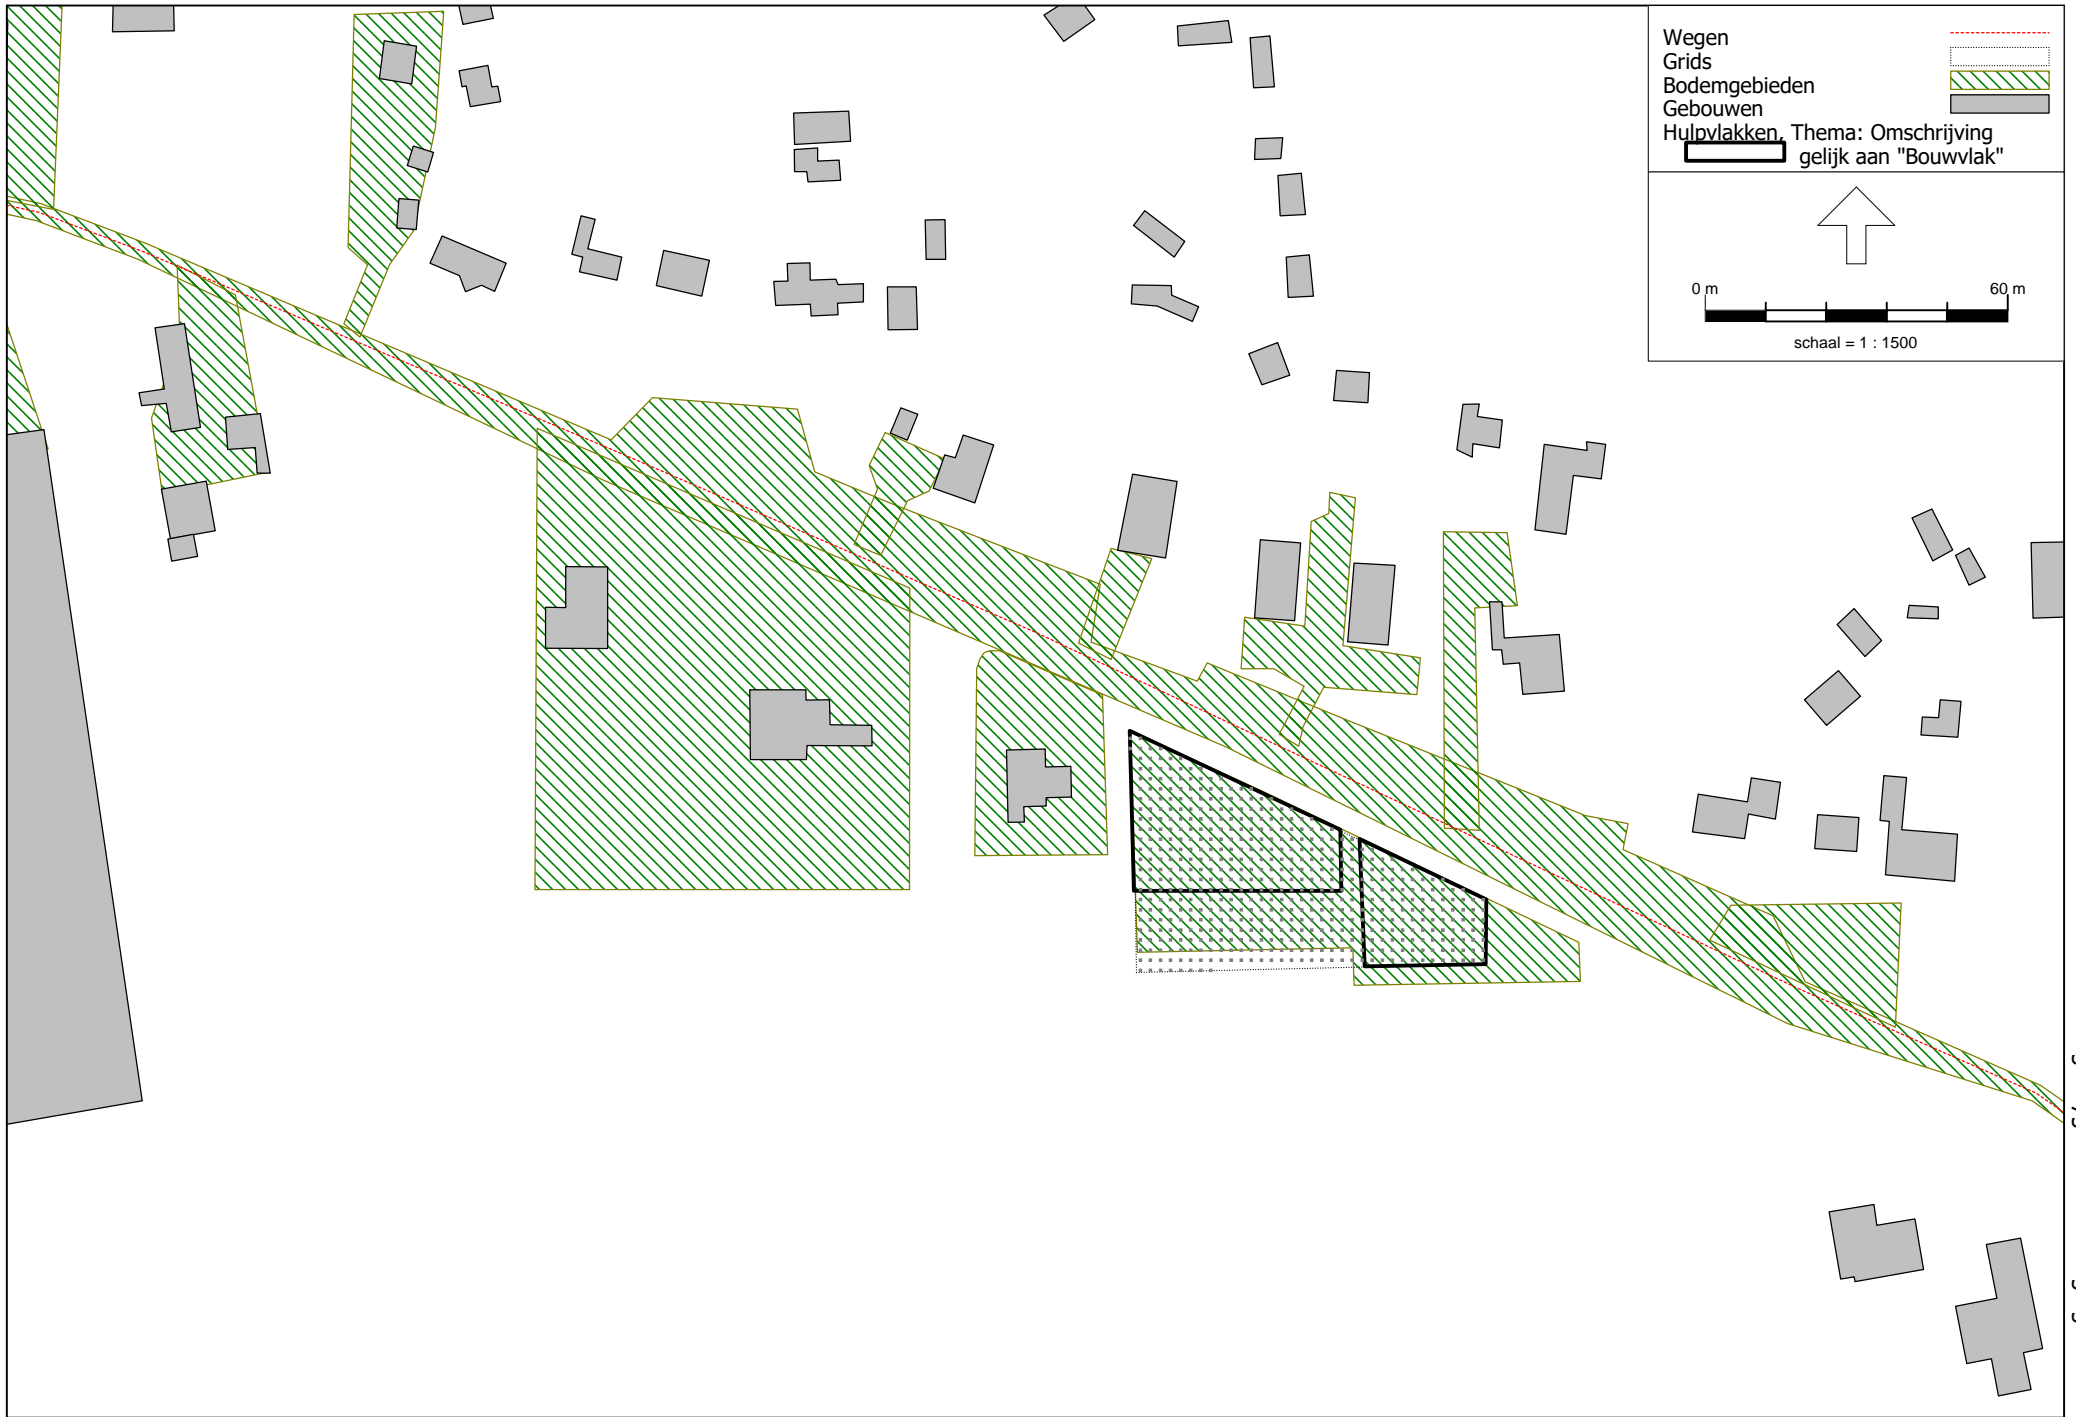 Wegen
Grids
Bodemgebieden
Gebouwen
Hulpvlakken, Thema: Omschrijving
gelijk aan "Bouwvlak"
0 m 60 m
schaal = 1 : 1500